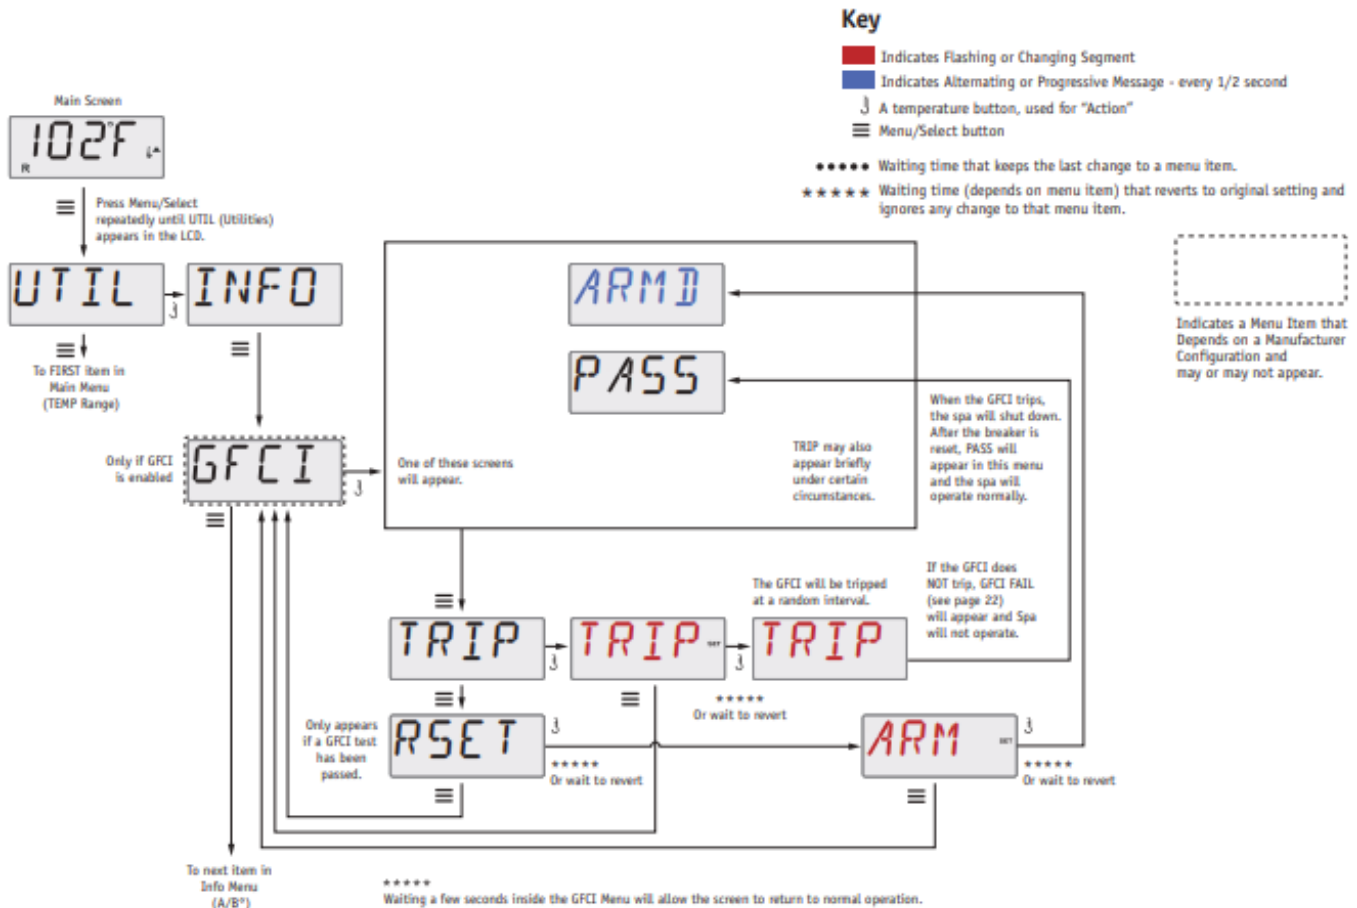 Key
Indicates Flashing or Changing Segment
Indicates Alternating or Progressive Message - every 1/2 second
A temperature button, used for "Action"
Menu/Select button
••••• Waiting time that keeps the last change to a menu item.
★★★★★ Waiting time (depends on menu item) that reverts to original setting and
ignores any change to that menu item.
Indicates a Menu Item that
Depends on a Manufacturer
Configuration and
may or may not appear.
Main Screen
102°F
R
Press Menu/Select
repeatedly until UTIL (Utilities)
appears in the LCD.
UTIL
INFO
To FIRST item in
Main Menu
(TEMP Range)
Only if GFCI
is enabled
GFCI
One of these screens
will appear.
ARMD
PASS
TRIP may also
appear briefly
under certain
circumstances.
When the GFCI trips,
the spa will shut down.
After the breaker is
reset, PASS will
appear in this menu
and the spa will
operate normally.
If the GFCI does
NOT trip, GFCI FAIL
(see page 22)
will appear and Spa
will not operate.
The GFCI will be tripped
at a random interval.
TRIP
TRIP SET
TRIP
★★★★★
Or wait to revert
Only appears
if a GFCI test
has been
passed.
RSET
★★★★★
Or wait to revert
ARM SET
★★★★★
Or wait to revert
To next item in
Info Menu
(A/B°)
★★★★★
Waiting a few seconds inside the GFCI Menu will allow the screen to return to normal operation.